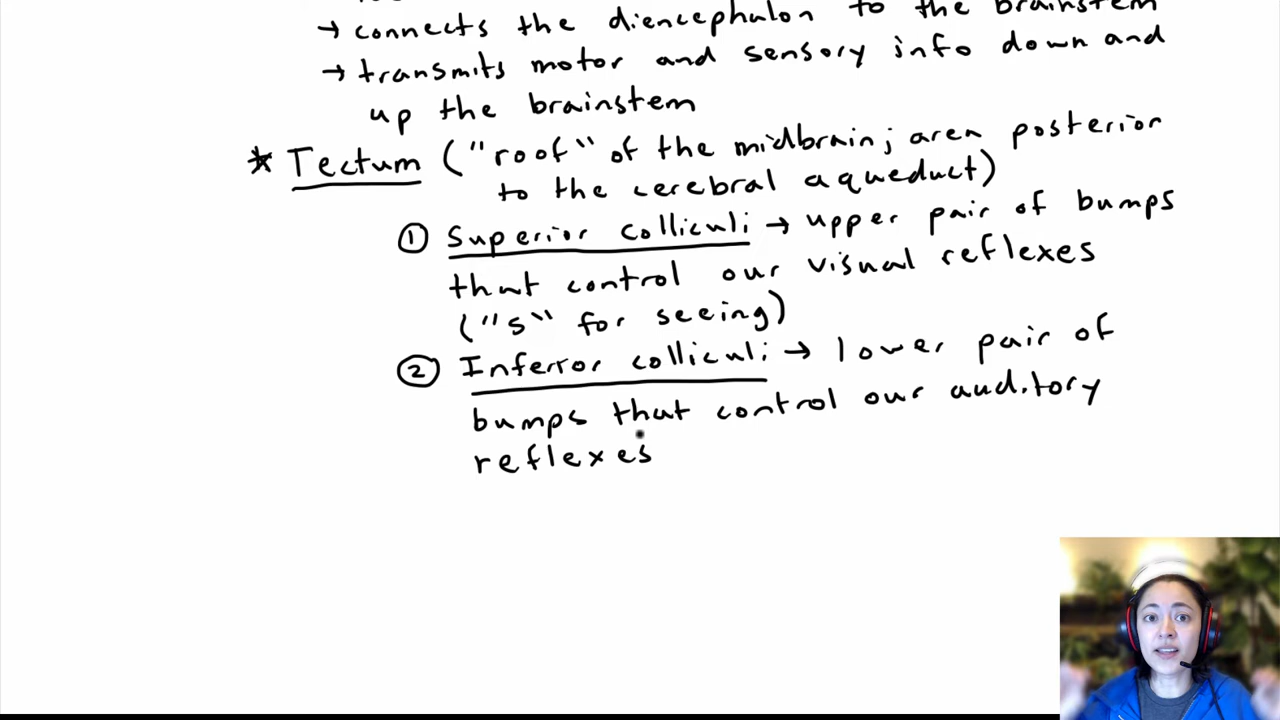 → connects the diencephalon to the brainstem
→ transmits motor and sensory info down and
up the brainstem
* Tectum ("roof" of the midbrain; area posterior
to the cerebral aqueduct)
① Superior colliculi → upper pair of bumps
that control our visual reflexes
("s" for seeing)
② Inferior colliculi → lower pair of
bumps that control our auditory
reflexes